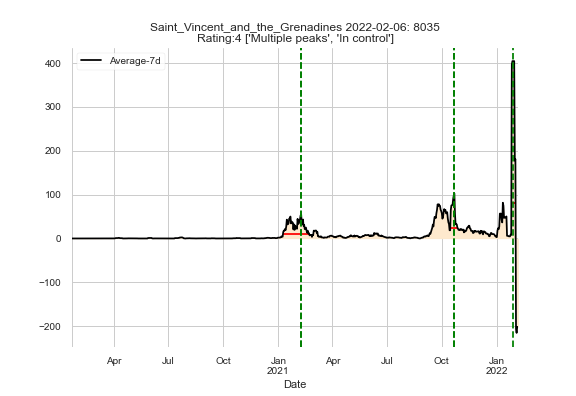 Saint_Vincent_and_the_Grenadines 2022-02-06: 8035
Rating:4 ['Multiple peaks', 'In control']
Average-7d
400
300
200
100
0
−100
−200
Apr Jul Oct Jan Apr Jul Oct Jan
2021 2022
Date